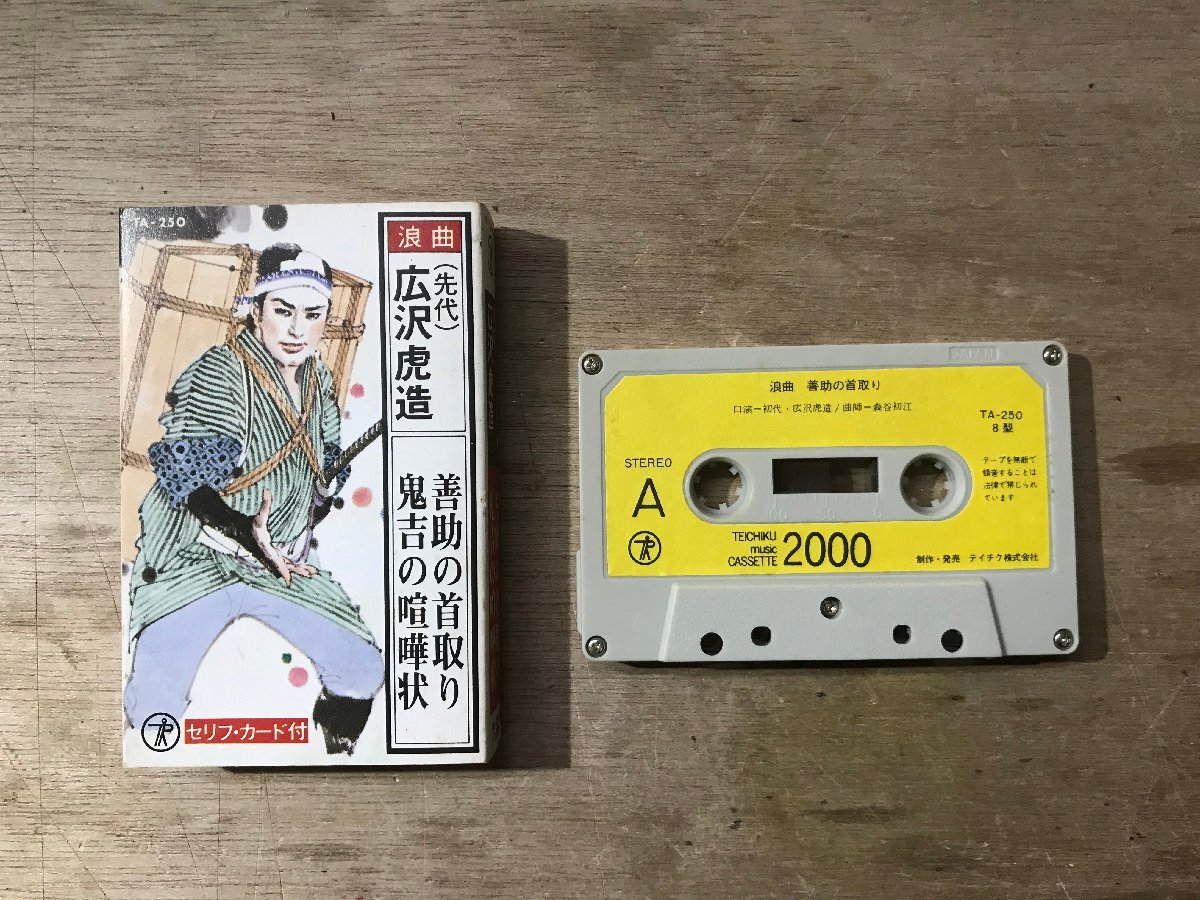 TA-250
浪曲
(先代)
広沢虎造
善助の首取り
鬼吉の喧嘩状
セリフ・カード付
JAPAN
浪曲 善助の首取り
口演ー初代・広沢虎造/曲師ー森谷初江
TA-250
8型
STEREO
A
テープを無断で
録音することは
法律で禁じられ
ています
100 50 0
TEICHIKU
music
CASSETTE 2000
制作・発売 テイチク株式会社